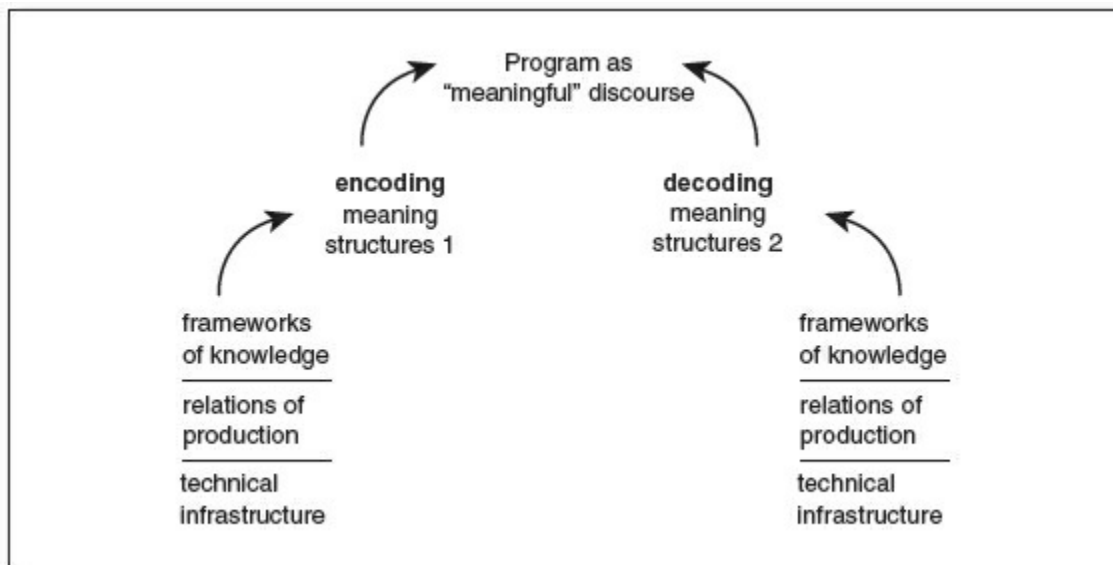 Program as
“meaningful” discourse
encoding
meaning
structures 1
decoding
meaning
structures 2
frameworks
of knowledge
relations of
production
technical
infrastructure
frameworks
of knowledge
relations of
production
technical
infrastructure